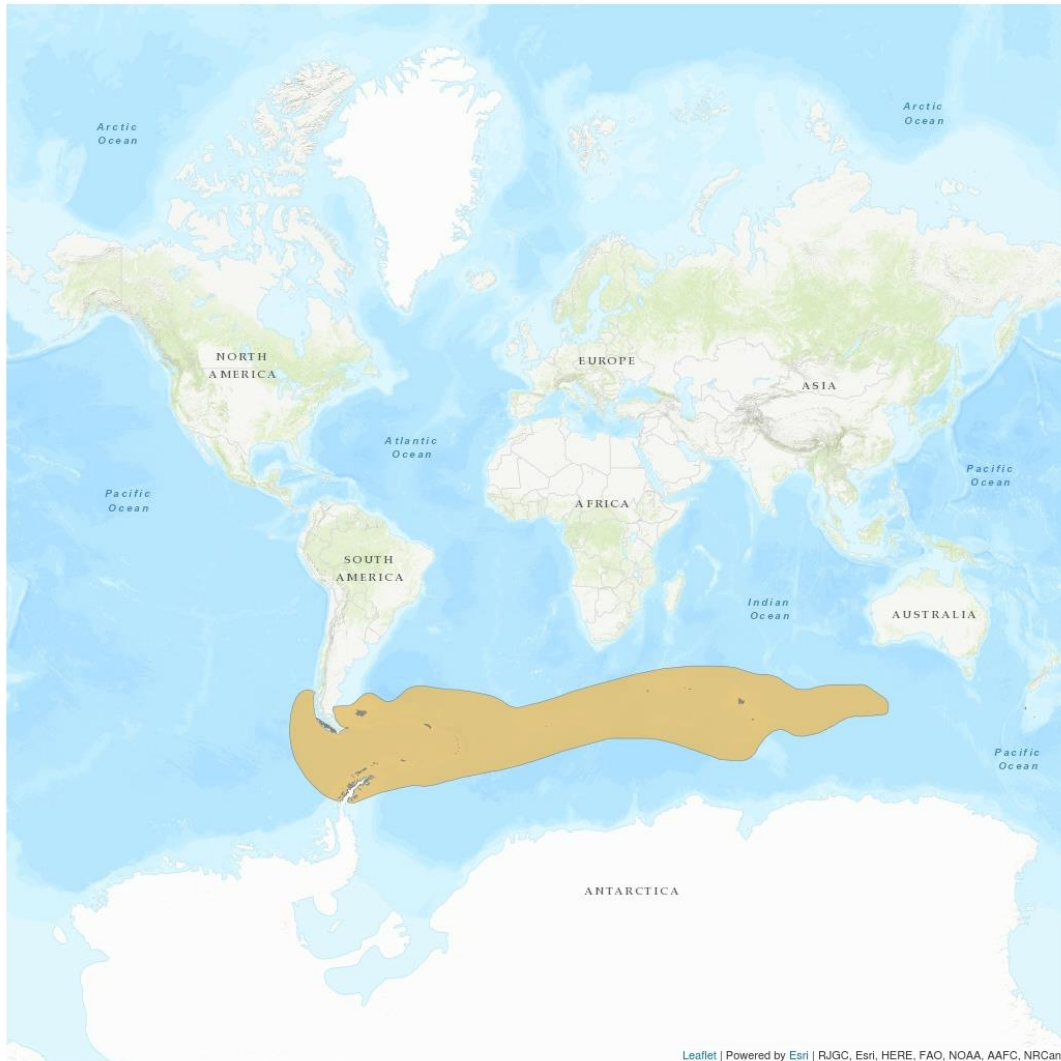 Arctic
Ocean
Arctic
Ocean
NORTH
AMERICA
EUROPE
ASIA
Atlantic
Ocean
Pacific
Ocean
Pacific
Ocean
AFRICA
SOUTH
AMERICA
Indian
Ocean
AUSTRALIA
Pacific
Ocean
ANTARCTICA
Leaflet | Powered by Esri | RJGC, Esri, HERE, FAO, NOAA, AAFC, NRCan